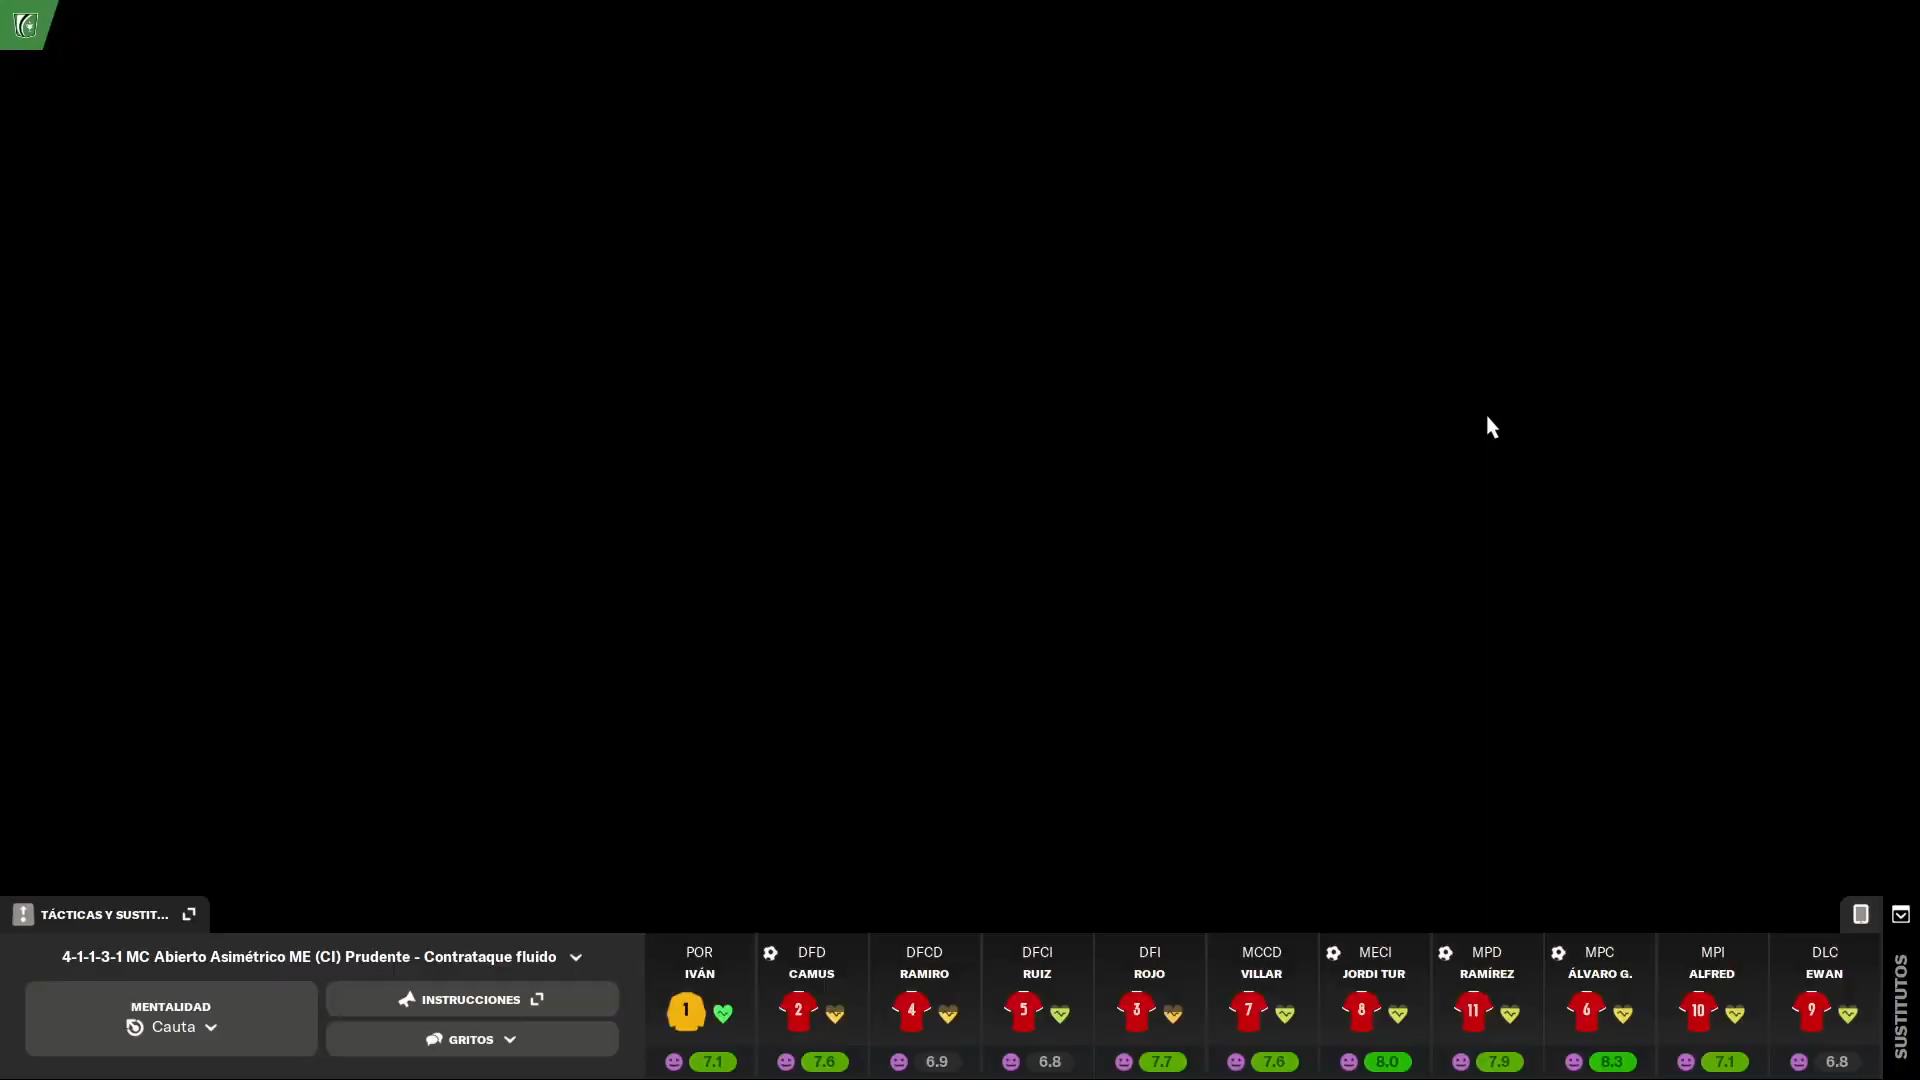 TÁCTICAS Y SUSTIT...
4-1-1-3-1 MC Abierto Asimétrico ME (CI) Prudente - Contrataque fluido
MENTALIDAD
Cauta
INSTRUCCIONES
GRITOS
POR DFD DFCD DFCI DFI MCCD MECI MPD MPC MPI DLC
IVÁN CAMUS RAMIRO RUIZ ROJO VILLAR JORDI TUR RAMÍREZ ÁLVARO G. ALFRED EWAN
1 2 4 5 3 7 8 11 6 10 9
7.1 7.6 6.9 6.8 7.7 7.6 8.0 7.9 8.3 7.1 6.8
SUSTITUTOS